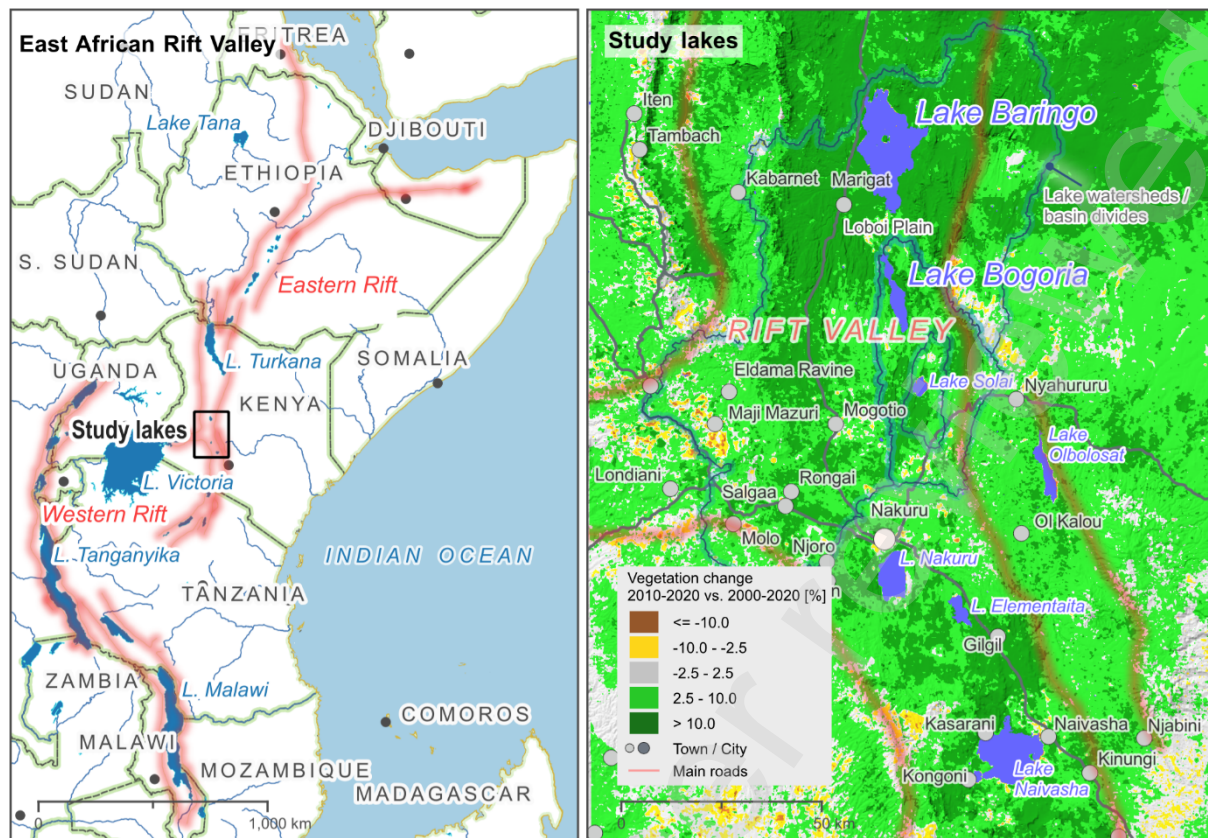 East African Rift Valley
ERITREA
SUDAN
Lake Tana
DJIBOUTI
ETHIOPIA
S. SUDAN
Eastern Rift
L. Turkana
SOMALIA
UGANDA
KENYA
Study lakes
L. Victoria
Western Rift
L. Tanganyika
INDIAN OCEAN
TANZANIA
ZAMBIA
L. Malawi
COMOROS
MALAWI
MOZAMBIQUE
MADAGASCAR
1,000 km
Study lakes
Iten
Lake Baringo
Tambach
Kabarnet
Marigat
Lake watersheds /
basin divides
Loboi Plain
Lake Bogoria
RIFT VALLEY
Eldama Ravine
Lake Solai
Nyahururu
Maji Mazuri
Mogotio
Lake
Olbolosat
Londiani
Rongai
Salgaa
Nakuru
Ol Kalou
Molo
Njoro
L. Nakuru
Vegetation change
2010-2020 vs. 2000-2020 [%]
<= -10.0
-10.0 - -2.5
-2.5 - 2.5
2.5 - 10.0
> 10.0
Town / City
Main roads
n
L. Elementaita
Gilgil
Kasarani
Naivasha
Njabini
Kinungi
Kongoni
Lake
Naivasha
50 km